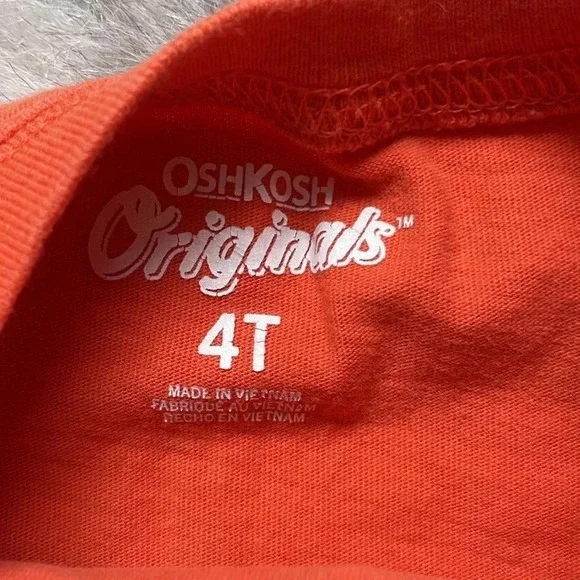 OSHKOSH
Originals™
4T
MADE IN VIETNAM
FABRIQUÉ AU VIETNAM
HECHO EN VIETNAM